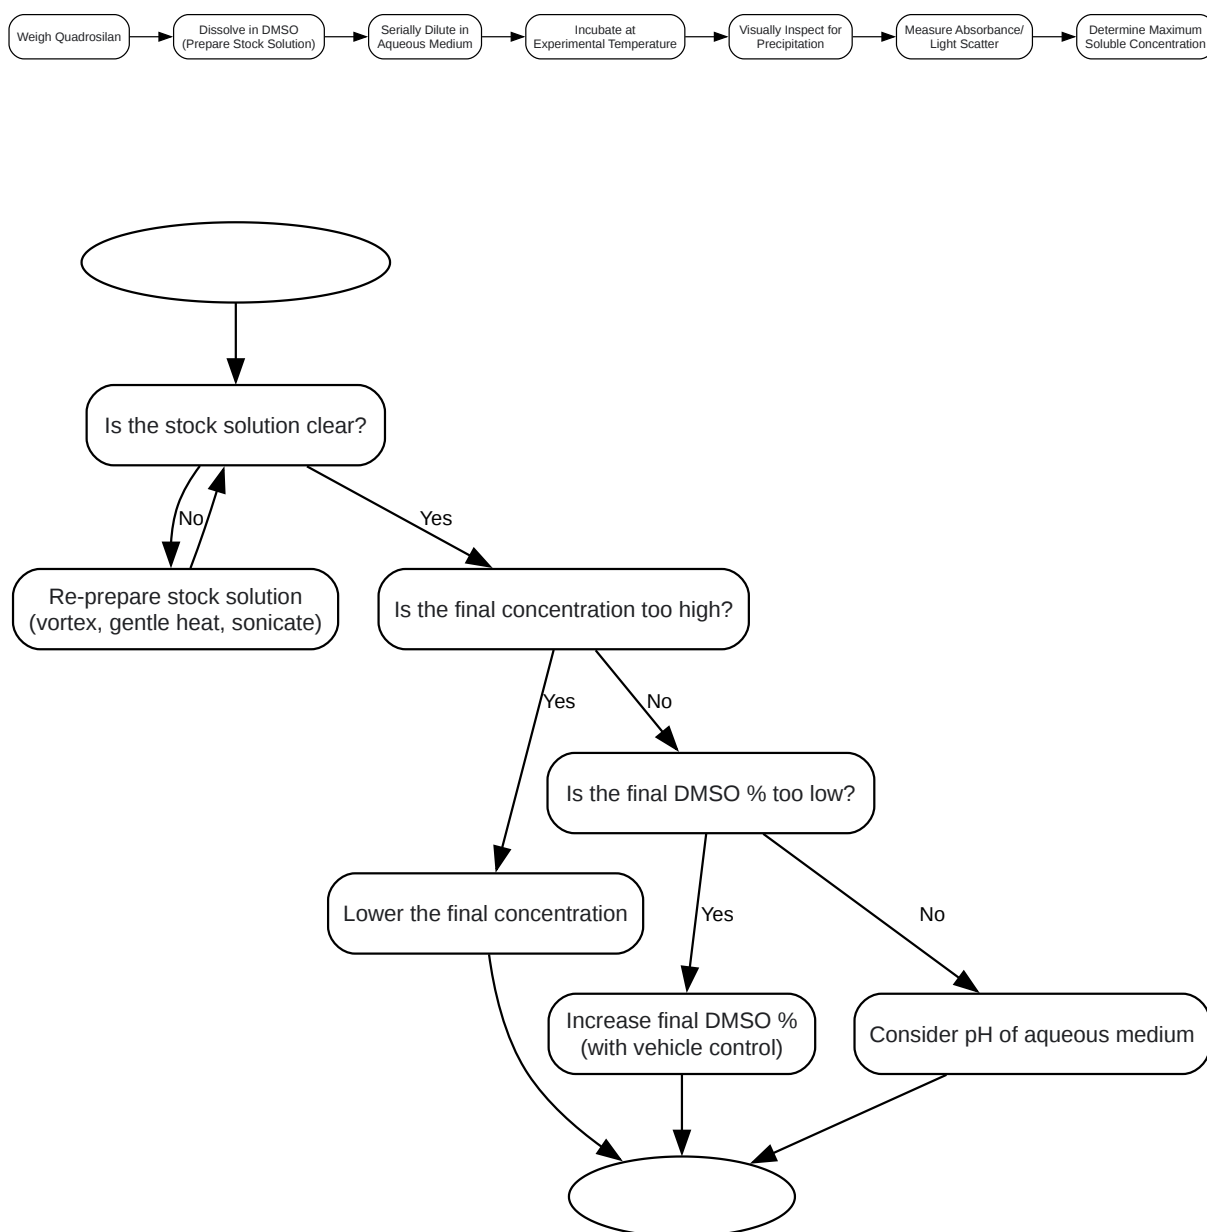 Weigh Quadrosilan
Dissolve in DMSO
(Prepare Stock Solution)
Serially Dilute in
Aqueous Medium
Incubate at
Experimental Temperature
Visually Inspect for
Precipitation
Measure Absorbance/
Light Scatter
Determine Maximum
Soluble Concentration
Is the stock solution clear?
No
Yes
Re-prepare stock solution
(vortex, gentle heat, sonicate)
Is the final concentration too high?
Yes
No
Is the final DMSO % too low?
Lower the final concentration
Yes
No
Increase final DMSO %
(with vehicle control)
Consider pH of aqueous medium